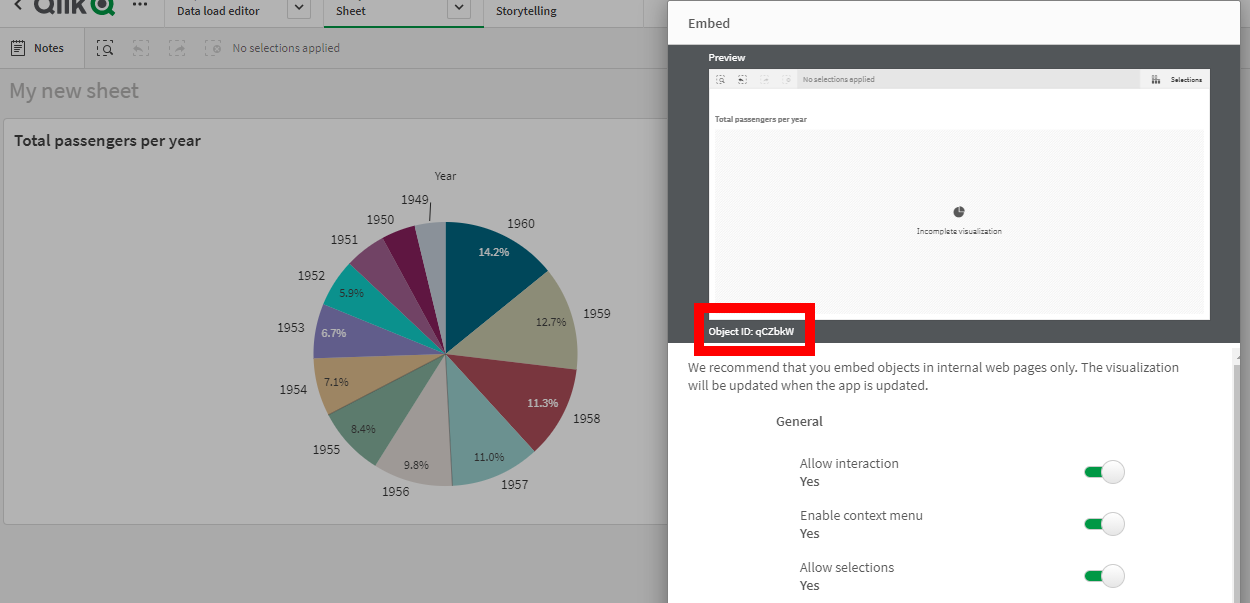 Qlik
Data load editor
Sheet
Storytelling
Notes
No selections applied
My new sheet
Total passengers per year
Year
1949
1950
1951
1952
1953
1954
1955
1956
1957
1958
1959
1960
14.2%
12.7%
11.3%
11.0%
9.8%
8.4%
7.1%
6.7%
5.9%
Embed
Preview
No selections applied
Selections
Total passengers per year
Incomplete visualization
Object ID: qCZbkW
We recommend that you embed objects in internal web pages only. The visualization
will be updated when the app is updated.
General
Allow interaction
Yes
Enable context menu
Yes
Allow selections
Yes